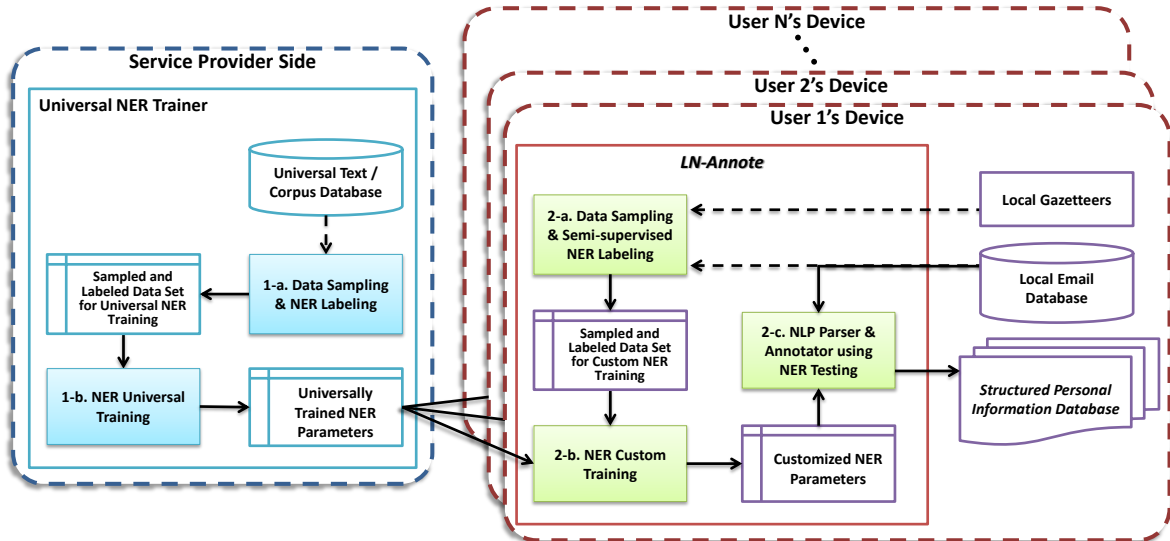 Service Provider Side
Universal NER Trainer
Universal Text /
Corpus Database
Sampled and
Labeled Data Set
for Universal NER
Training
1-a. Data Sampling
& NER Labeling
1-b. NER Universal
Training
Universally
Trained NER
Parameters
User N's Device
User 2's Device
User 1's Device
LN-Annote
2-a. Data Sampling
& Semi-supervised
NER Labeling
Local Gazetteers
Local Email
Database
Sampled and
Labeled Data Set
for Custom NER
Training
2-c. NLP Parser &
Annotator using
NER Testing
Structured Personal
Information Database
2-b. NER Custom
Training
Customized NER
Parameters